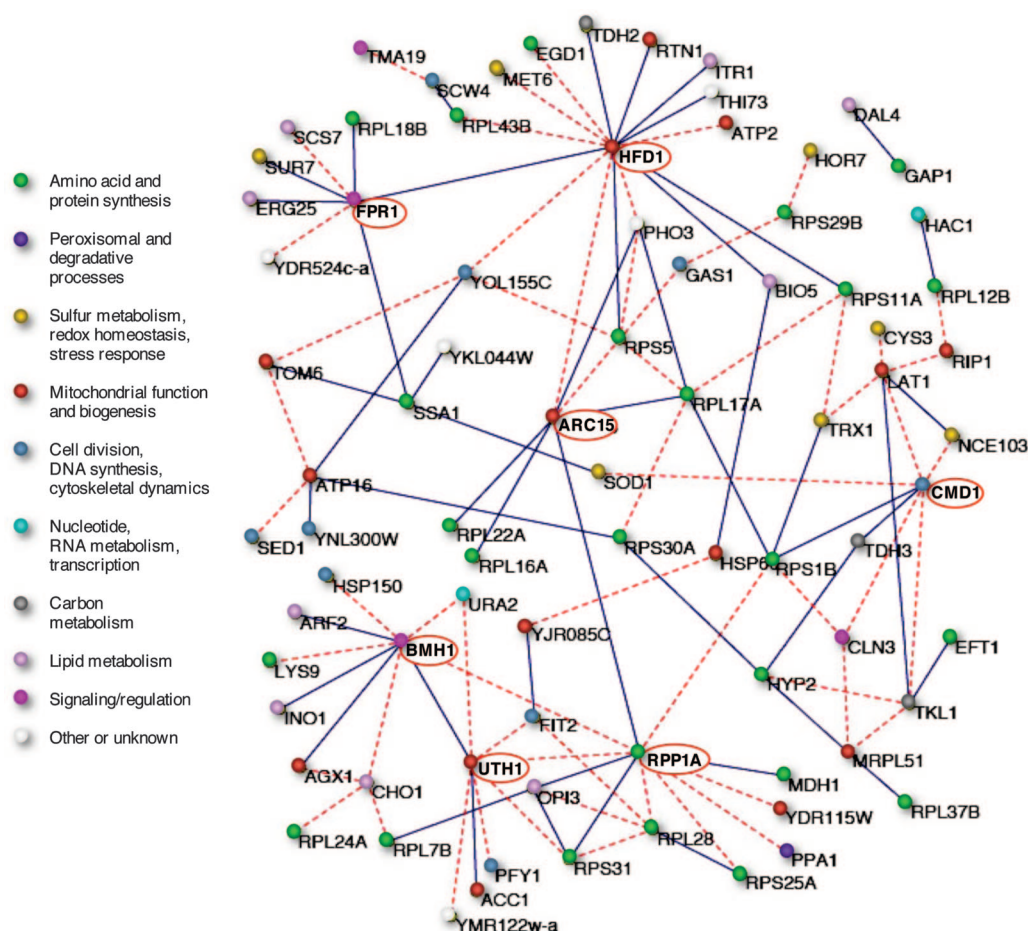 Amino acid and
protein synthesis
Peroxisomal and
degradative
processes
Sulfur metabolism,
redox homeostasis,
stress response
Mitochondrial function
and biogenesis
Cell division,
DNA synthesis,
cytoskeletal dynamics
Nucleotide,
RNA metabolism,
transcription
Carbon
metabolism
Lipid metabolism
Signaling/regulation
Other or unknown
TDH2
RTN1
EGD1
TMA19
ITR1
MET6
SCW4
THI73
RPL43B
DAL4
RPL18B
ATP2
SCS7
HFD1
HOR7
SUR7
GAP1
ERG25
FPR1
RPS29B
HAC1
PHO3
YDR524c-a
YOL155C
GAS1
BIO5
RPS11A
RPL12B
CYS3
RPS5
YKL044W
RIP1
TOM6
LAT1
SSA1
RPL17A
ARC15
TRX1
NCE103
SOD1
ATP16
CMD1
SED1
YNL300W
RPL22A
RPS30A
TDH3
RPL16A
RPS1B
HSP150
URA2
ARF2
YJR085C
CLN3
EFT1
BMH1
LYS9
HYP2
INO1
TKL1
FIT2
AGX1
UTH1
RPP1A
MRPL51
MDH1
CHO1
OPI3
RPL37B
YDR115W
RPL24A
RPL7B
RPL28
PPA1
RPS31
PFY1
RPS25A
ACC1
YMR122w-a